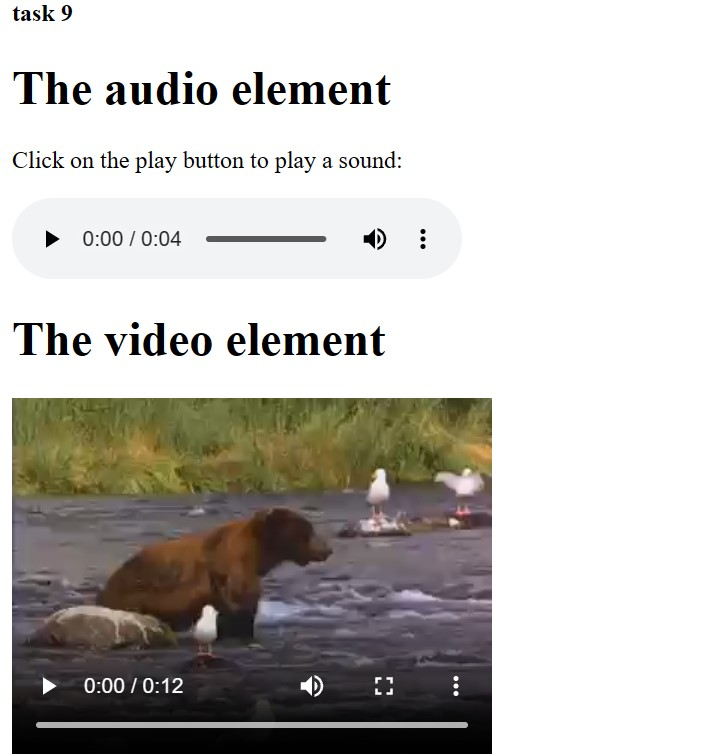 task 9
The audio element
Click on the play button to play a sound:
0:00 / 0:04
The video element
0:00 / 0:12